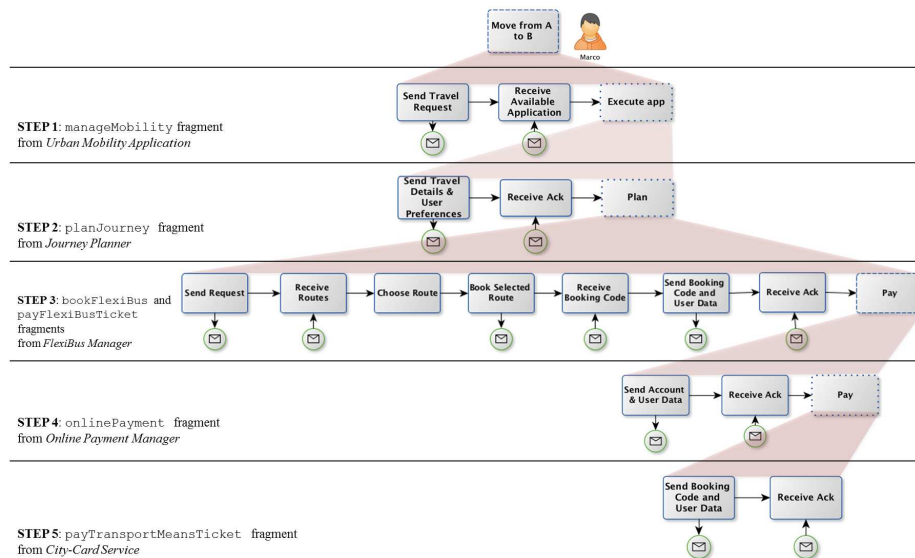 Move from A
to B
Marco
Send Travel
Request
Receive
Available
Application
Execute app
STEP 1: manageMobility fragment
from Urban Mobility Application
Send Travel
Details &
User
Preferences
Receive Ack
Plan
STEP 2: planJourney fragment
from Journey Planner
Send Request
Receive
Routes
Choose Route
Book Selected
Route
Receive
Booking Code
Send Booking
Code and
User Data
Receive Ack
Pay
STEP 3: bookFlexiBus and
payFlexiBusTicket
fragments
from FlexiBus Manager
Send Account
& User Data
Receive Ack
Pay
STEP 4: onlinePayment fragment
from Online Payment Manager
Send Booking
Code and
User Data
Receive Ack
STEP 5: payTransportMeansTicket fragment
from City-Card Service